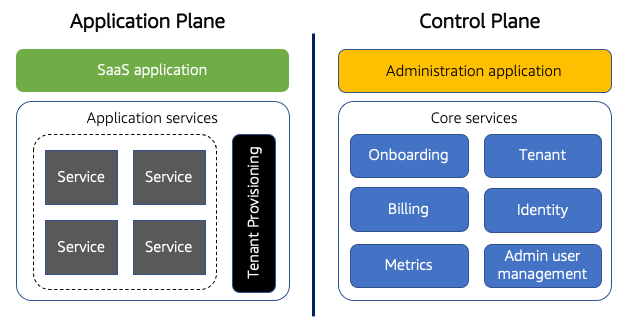 Application Plane
SaaS application
Application services
Service
Service
Service
Service
Tenant Provisioning
Control Plane
Administration application
Core services
Onboarding
Tenant
Billing
Identity
Metrics
Admin user
management